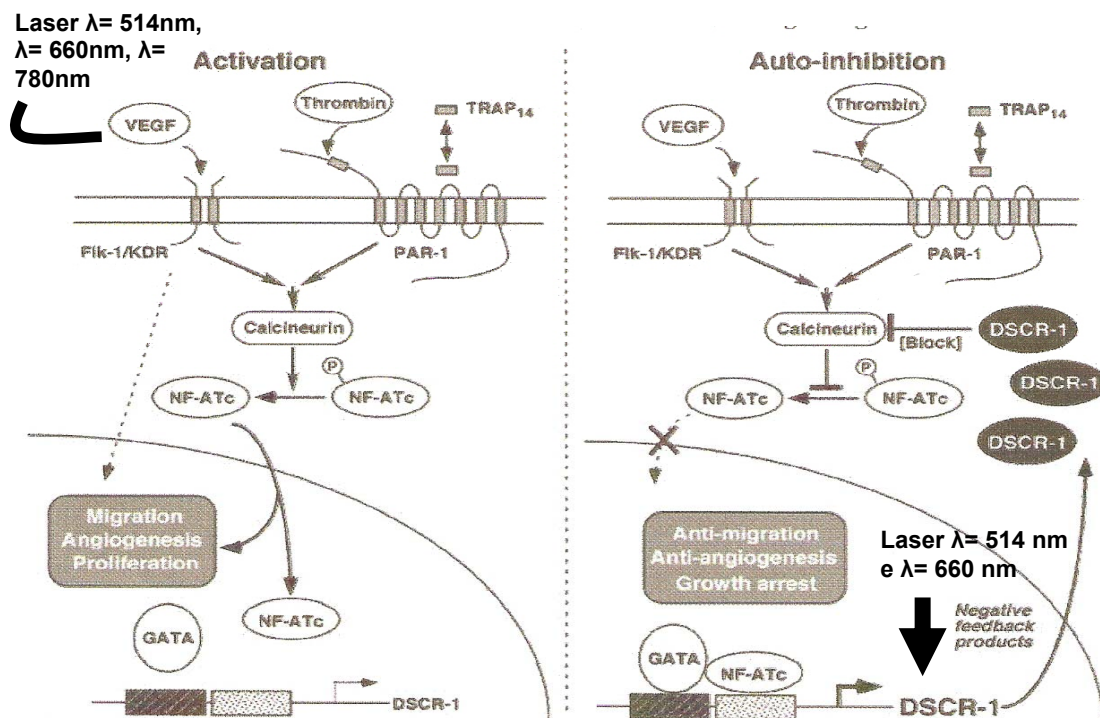 Laser λ= 514nm,
λ= 660nm, λ=
780nm
Activation
VEGF
Thrombin
TRAP14
Flk-1/KDR
PAR-1
Calcineurin
P
NF-ATc
NF-ATc
Migration
Angiogenesis
Proliferation
NF-ATc
GATA
DSCR-1
Auto-inhibition
VEGF
Thrombin
TRAP14
Flk-1/KDR
PAR-1
Calcineurin
[Block]
DSCR-1
DSCR-1
DSCR-1
P
NF-ATc
NF-ATc
Anti-migration
Anti-angiogenesis
Growth arrest
Laser λ= 514 nm
e λ= 660 nm
Negative
feedback
products
GATA
NF-ATc
DSCR-1